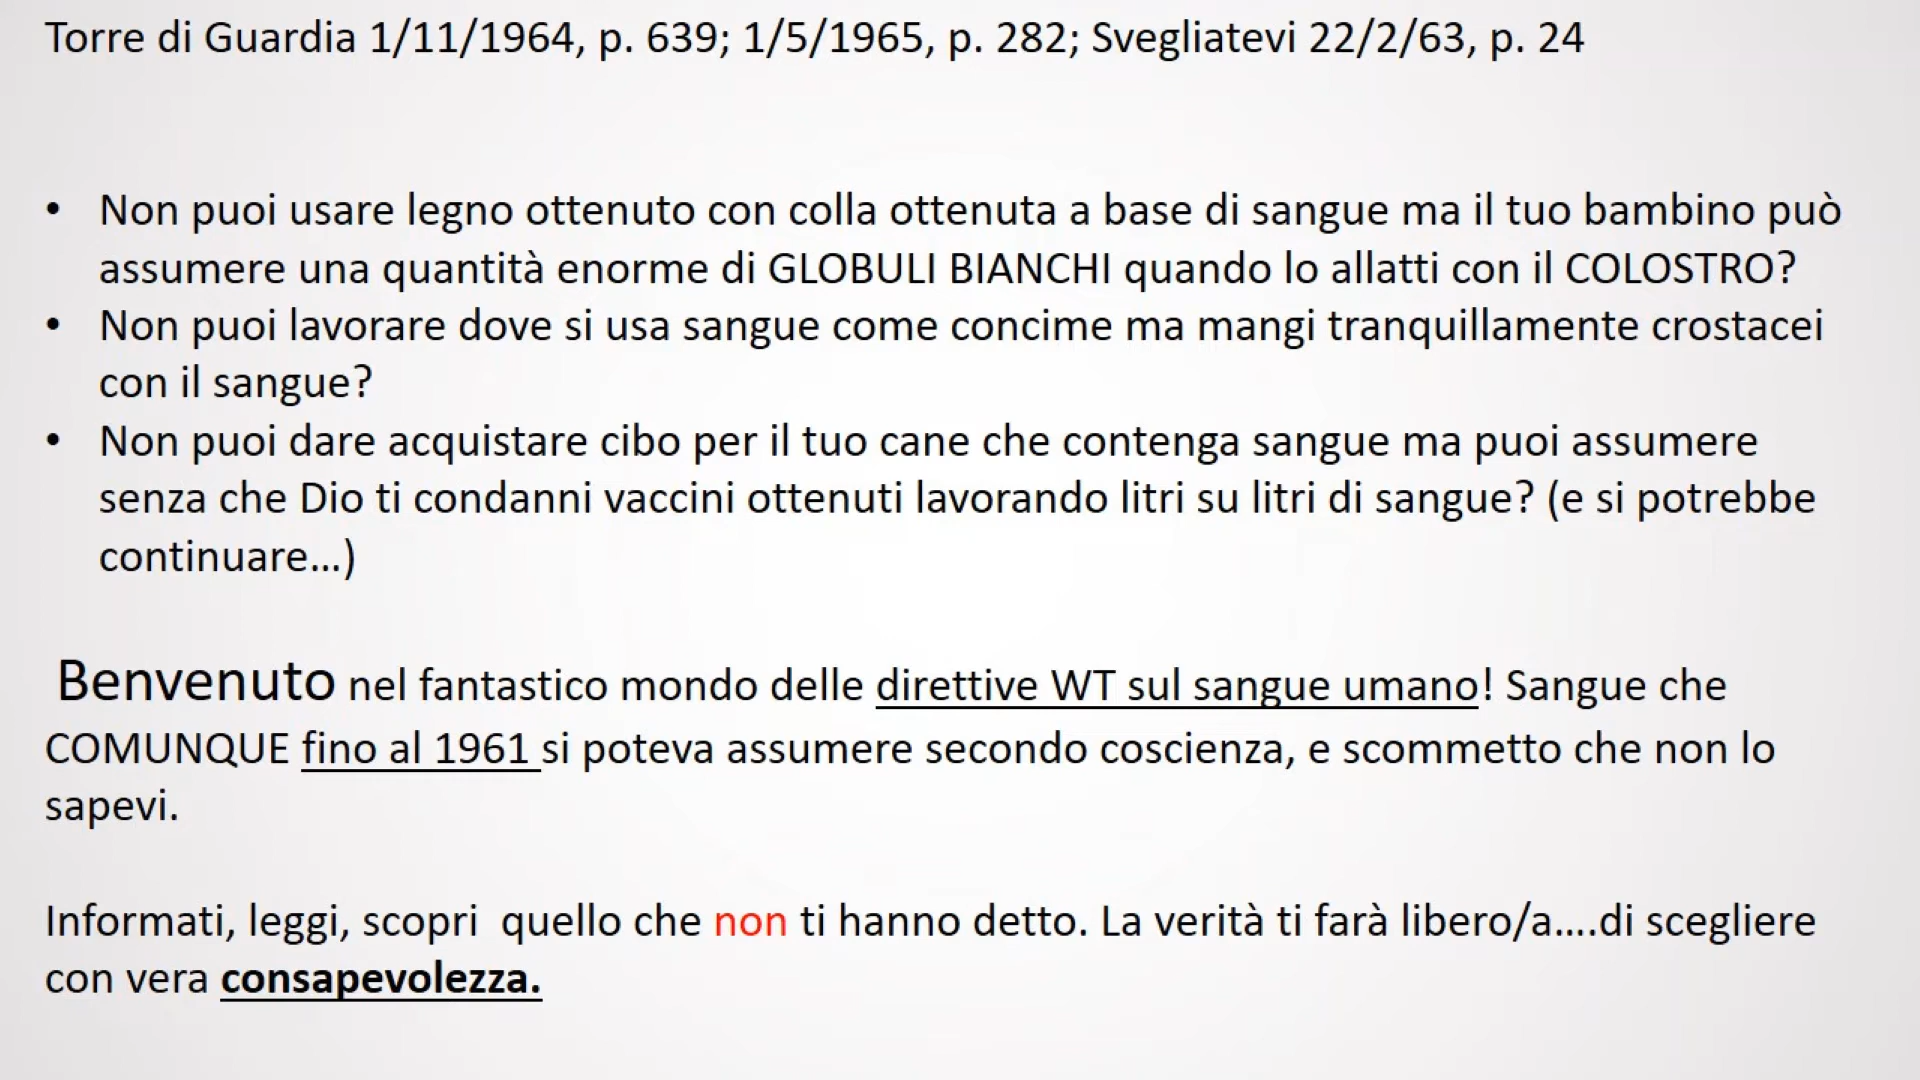 Torre di Guardia 1/11/1964, p. 639; 1/5/1965, p. 282; Svegliatevi 22/2/63, p. 24
• Non puoi usare legno ottenuto con colla ottenuta a base di sangue ma il tuo bambino può
assumere una quantità enorme di GLOBULI BIANCHI quando lo allatti con il COLOSTRO?
• Non puoi lavorare dove si usa sangue come concime ma mangi tranquillamente crostacei
con il sangue?
• Non puoi dare acquistare cibo per il tuo cane che contenga sangue ma puoi assumere
senza che Dio ti condanni vaccini ottenuti lavorando litri su litri di sangue? (e si potrebbe
continuare...)
Benvenuto nel fantastico mondo delle direttive WT sul sangue umano! Sangue che
COMUNQUE fino al 1961 si poteva assumere secondo coscienza, e scommetto che non lo
sapevi.
Informati, leggi, scopri  quello che non ti hanno detto. La verità ti farà libero/a....di scegliere
con vera consapevolezza.